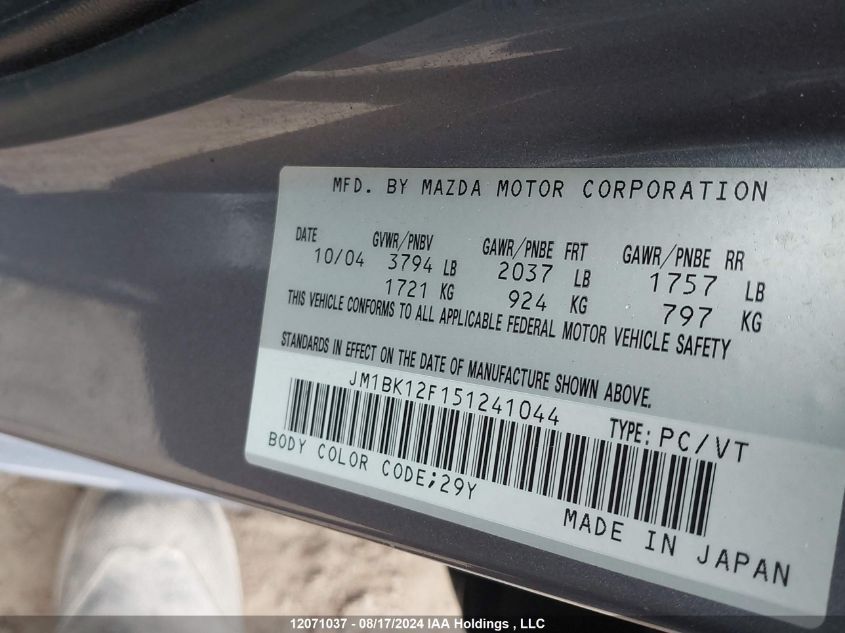 MFD. BY MAZDA MOTOR CORPORATION
DATE GVWR/PNBV GAWR/PNBE FRT GAWR/PNBE RR
10/04 3794 LB 2037 LB 1757 LB
1721 KG 924 KG 797 KG
THIS VEHICLE CONFORMS TO ALL APPLICABLE FEDERAL MOTOR VEHICLE SAFETY
STANDARDS IN EFFECT ON THE DATE OF MANUFACTURE SHOWN ABOVE.
JM1BK12F151241044 TYPE: PC/VT
BODY COLOR CODE;29Y
MADE IN JAPAN
12071037 - 08/17/2024 IAA Holdings , LLC